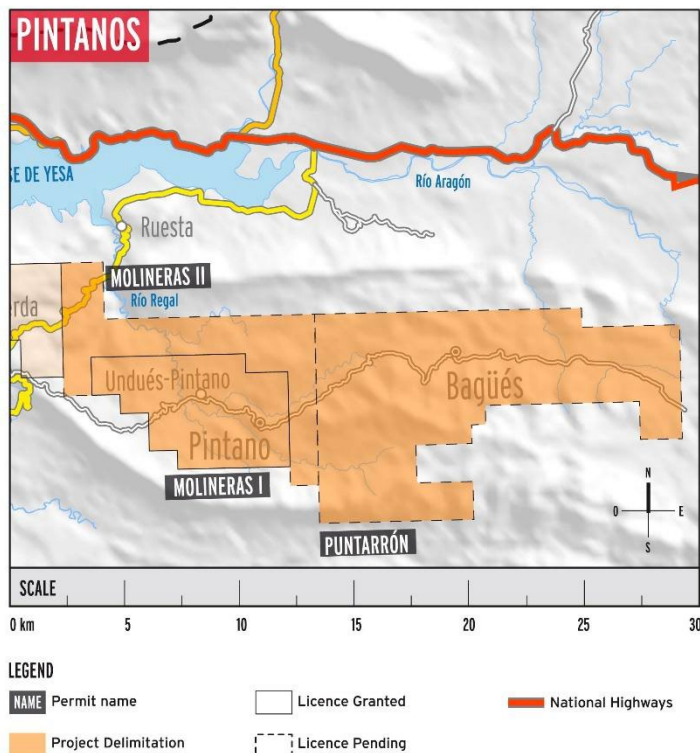 PINTANOS
SE DE YESA
Río Aragón
Ruesta
MOLINERAS II
erda
Río Regal
Undués-Pintano
Bagüés
Pintano
MOLINERAS I
PUNTARRÓN
N
O E
S
SCALE
0 km 5 10 15 20 25 30
LEGEND
NAME Permit name
Licence Granted
National Highways
Project Delimitation
Licence Pending